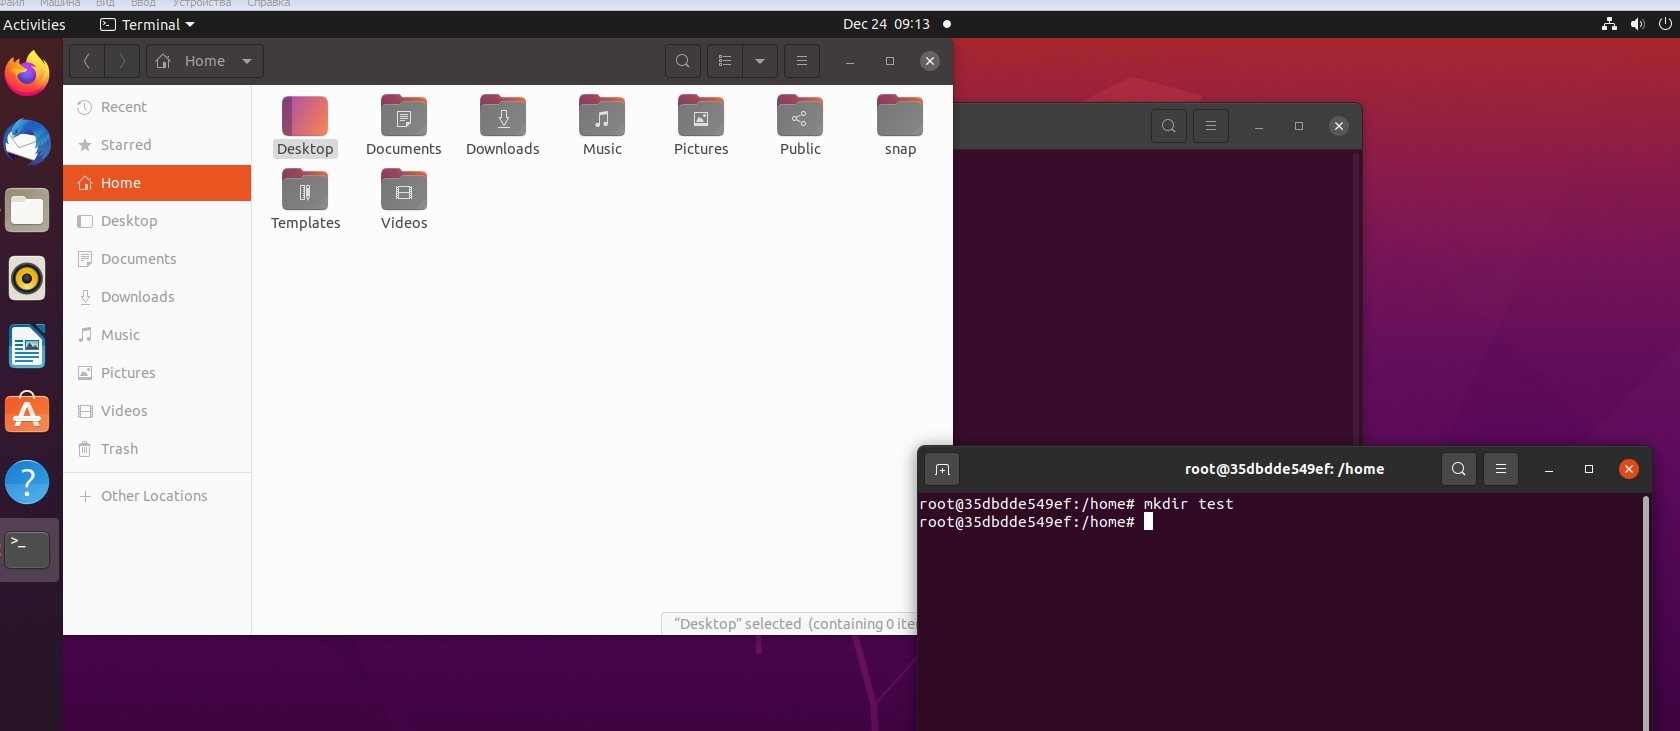 Файл Машина Вид Ввод Устройства Справка
Activities Terminal Dec 24 09:13
Home
Recent
Starred
Home
Desktop
Documents
Downloads
Music
Pictures
Videos
Trash
Other Locations
Desktop Documents Downloads Music Pictures Public snap
Templates Videos
“Desktop” selected (containing 0 ite
root@35dbdde549ef: /home
root@35dbdde549ef:/home# mkdir test
root@35dbdde549ef:/home#